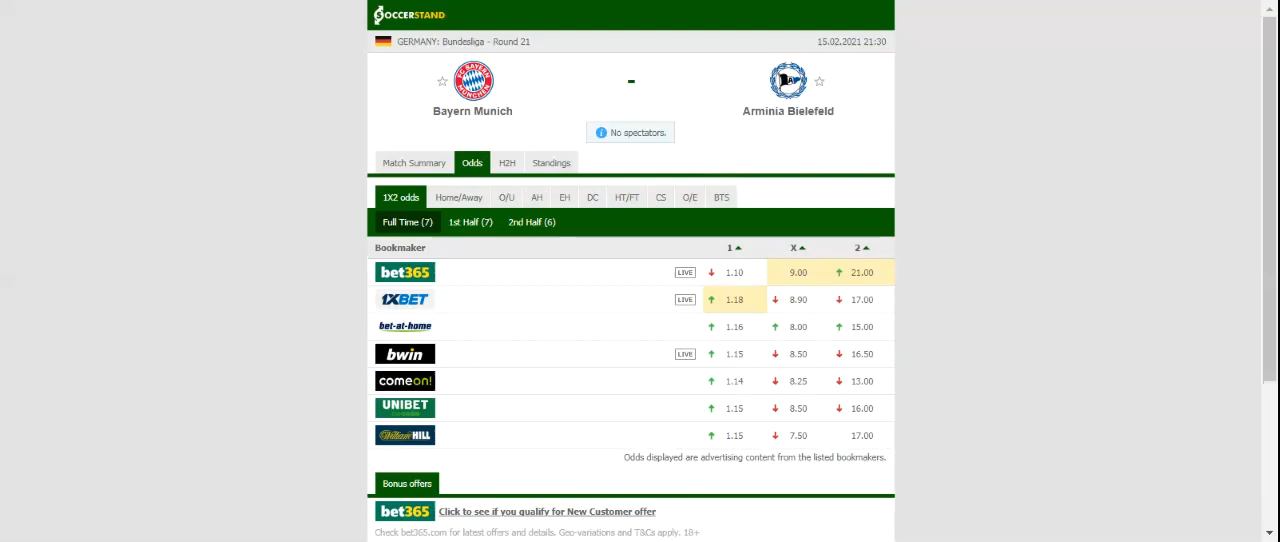 SOCCERSTAND
GERMANY: Bundesliga - Round 21 15.02.2021 21:30
FC BAYERN MÜNCHEN
-
Bayern Munich Arminia Bielefeld
No spectators.
Match Summary Odds H2H Standings
1X2 odds Home/Away O/U AH EH DC HT/FT CS O/E BTS
Full Time (7) 1st Half (7) 2nd Half (6)
Bookmaker 1 X 2
bet365 LIVE 1.10 9.00 21.00
1XBET LIVE 1.18 8.90 17.00
bet-at-home 1.16 8.00 15.00
bwin LIVE 1.15 8.50 16.50
comeon! 1.14 8.25 13.00
UNIBET 1.15 8.50 16.00
William HILL 1.15 7.50 17.00
Odds displayed are advertising content from the listed bookmakers.
Bonus offers
bet365 Click to see if you qualify for New Customer offer
Check bet365.com for latest offers and details. Geo-variations and T&Cs apply. 18+